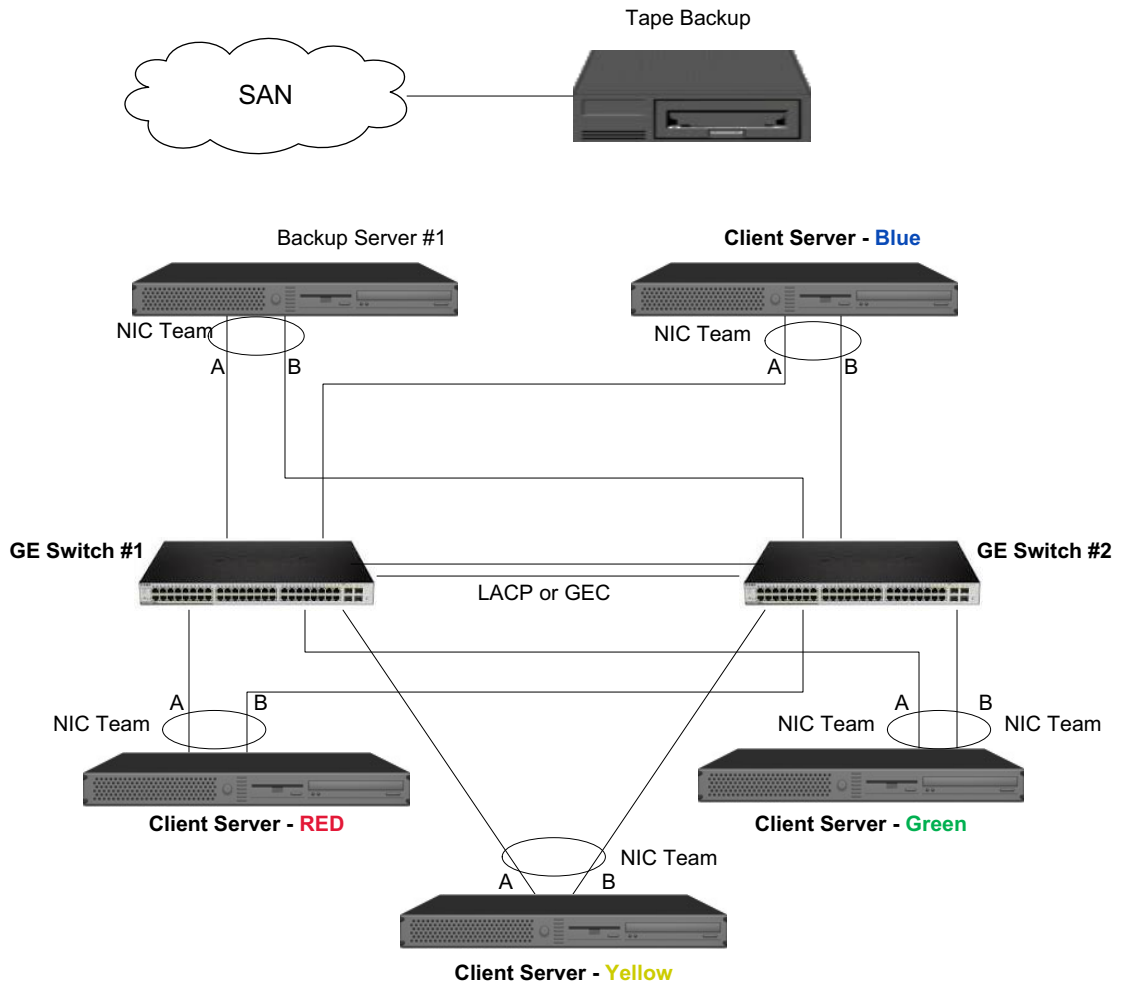 Tape Backup
SAN
Backup Server #1
Client Server - Blue
NIC Team
A
B
NIC Team
A
B
GE Switch #1
GE Switch #2
LACP or GEC
A
B
NIC Team
A
B
NIC Team
NIC Team
Client Server - RED
Client Server - Green
NIC Team
A
B
Client Server - Yellow